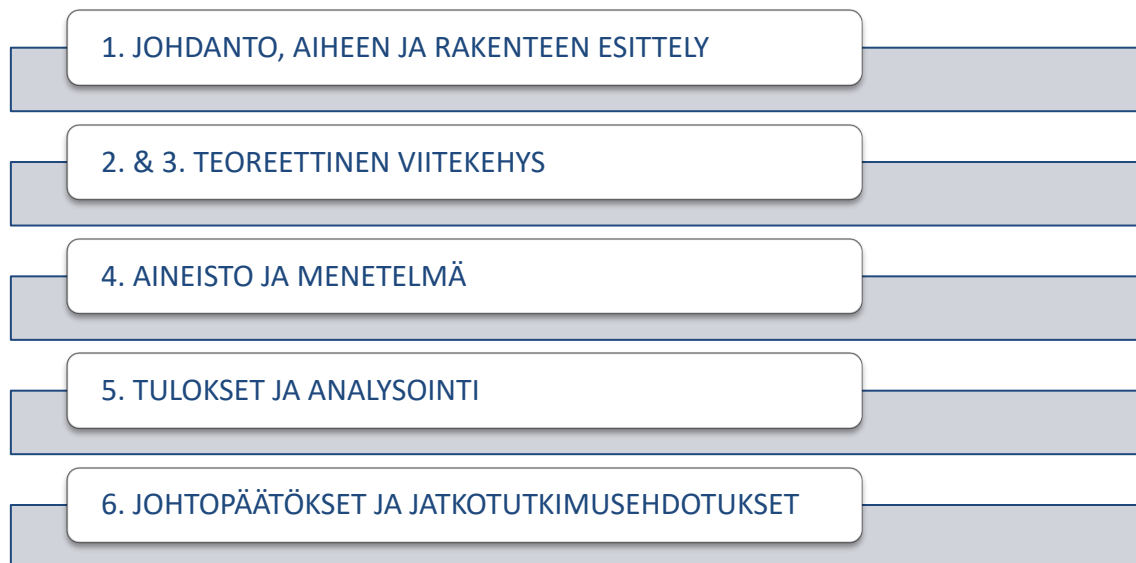 1. JOHDANTO, AIHEEN JA RAKENTEEN ESITTELY
2. & 3. TEOREETTINEN VIITEKEHYS
4. AINEISTO JA MENETELMÄ
5. TULOKSET JA ANALYSOINTI
6. JOHTOPÄÄTÖKSET JA JATKOTUTKIMUSEHDOTUKSET